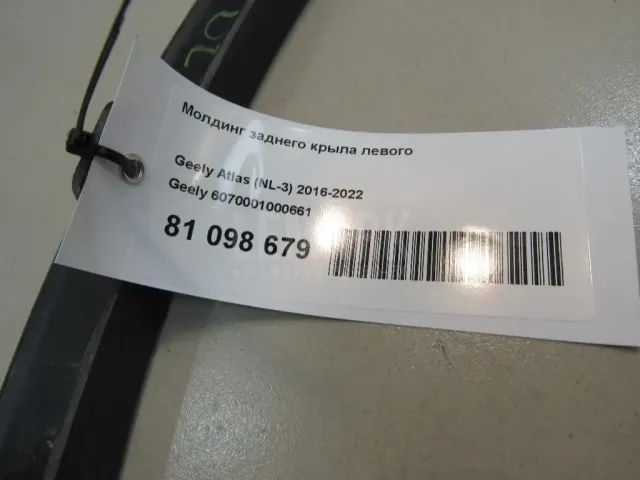 Молдинг заднего крыла левого
Geely Atlas (NL-3) 2016-2022
Geely 6070001000661
81 098 679